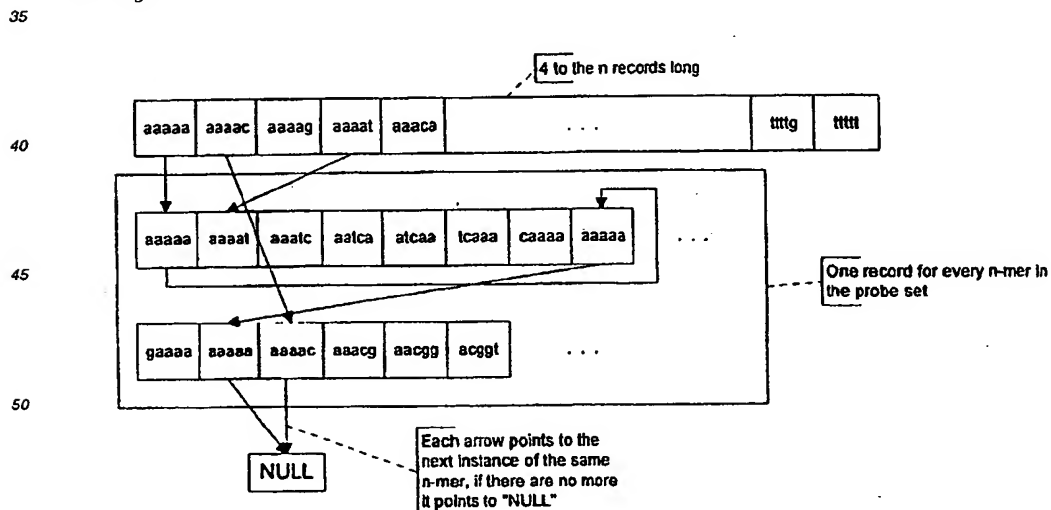 35
4 to the n records long
aaaaa aaaac aaaag aaaat aaaca ... ttttg ttttt
40
aaaaa aaaat aaatc aatca atcaa tcaaa caaaa aaaaa ...
45
One record for every n-mer in
the probe set
gaaaa aaaaa aaaac aaacg aacgg acggt ...
50
Each arrow points to the
next instance of the same
n-mer, if there are no more
it points to "NULL"
NULL